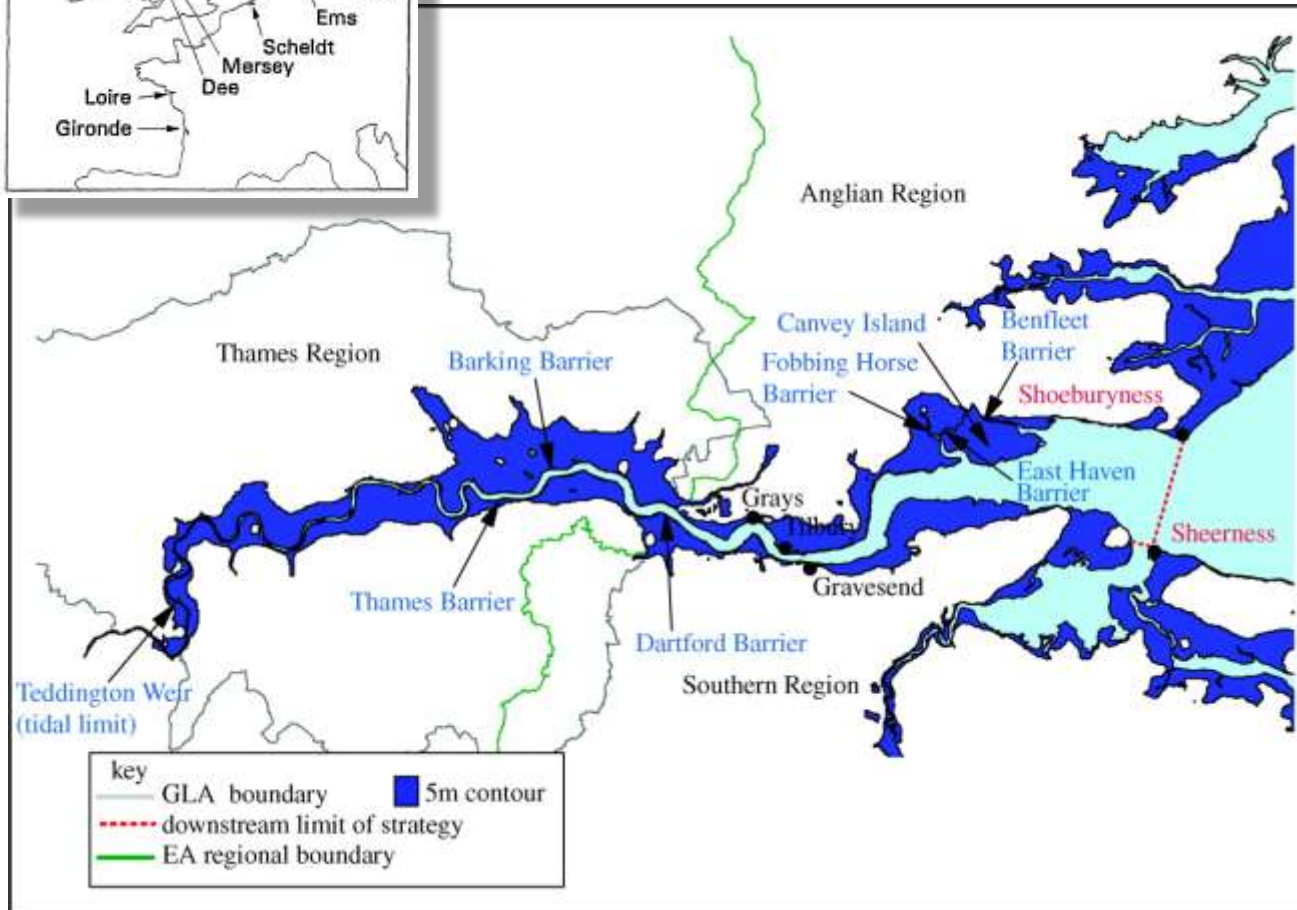 Ems
Scheldt
Mersey
Dee
Loire
Gironde
Anglian Region
Thames Region
Canvey Island
Benfleet
Barrier
Fobbing Horse
Barrier
Barking Barrier
Shoeburyness
East Haven
Barrier
Grays
Tilbury
Sheerness
Gravesend
Thames Barrier
Dartford Barrier
Southern Region
Teddington Weir
(tidal limit)
key
GLA boundary
5m contour
downstream limit of strategy
EA regional boundary